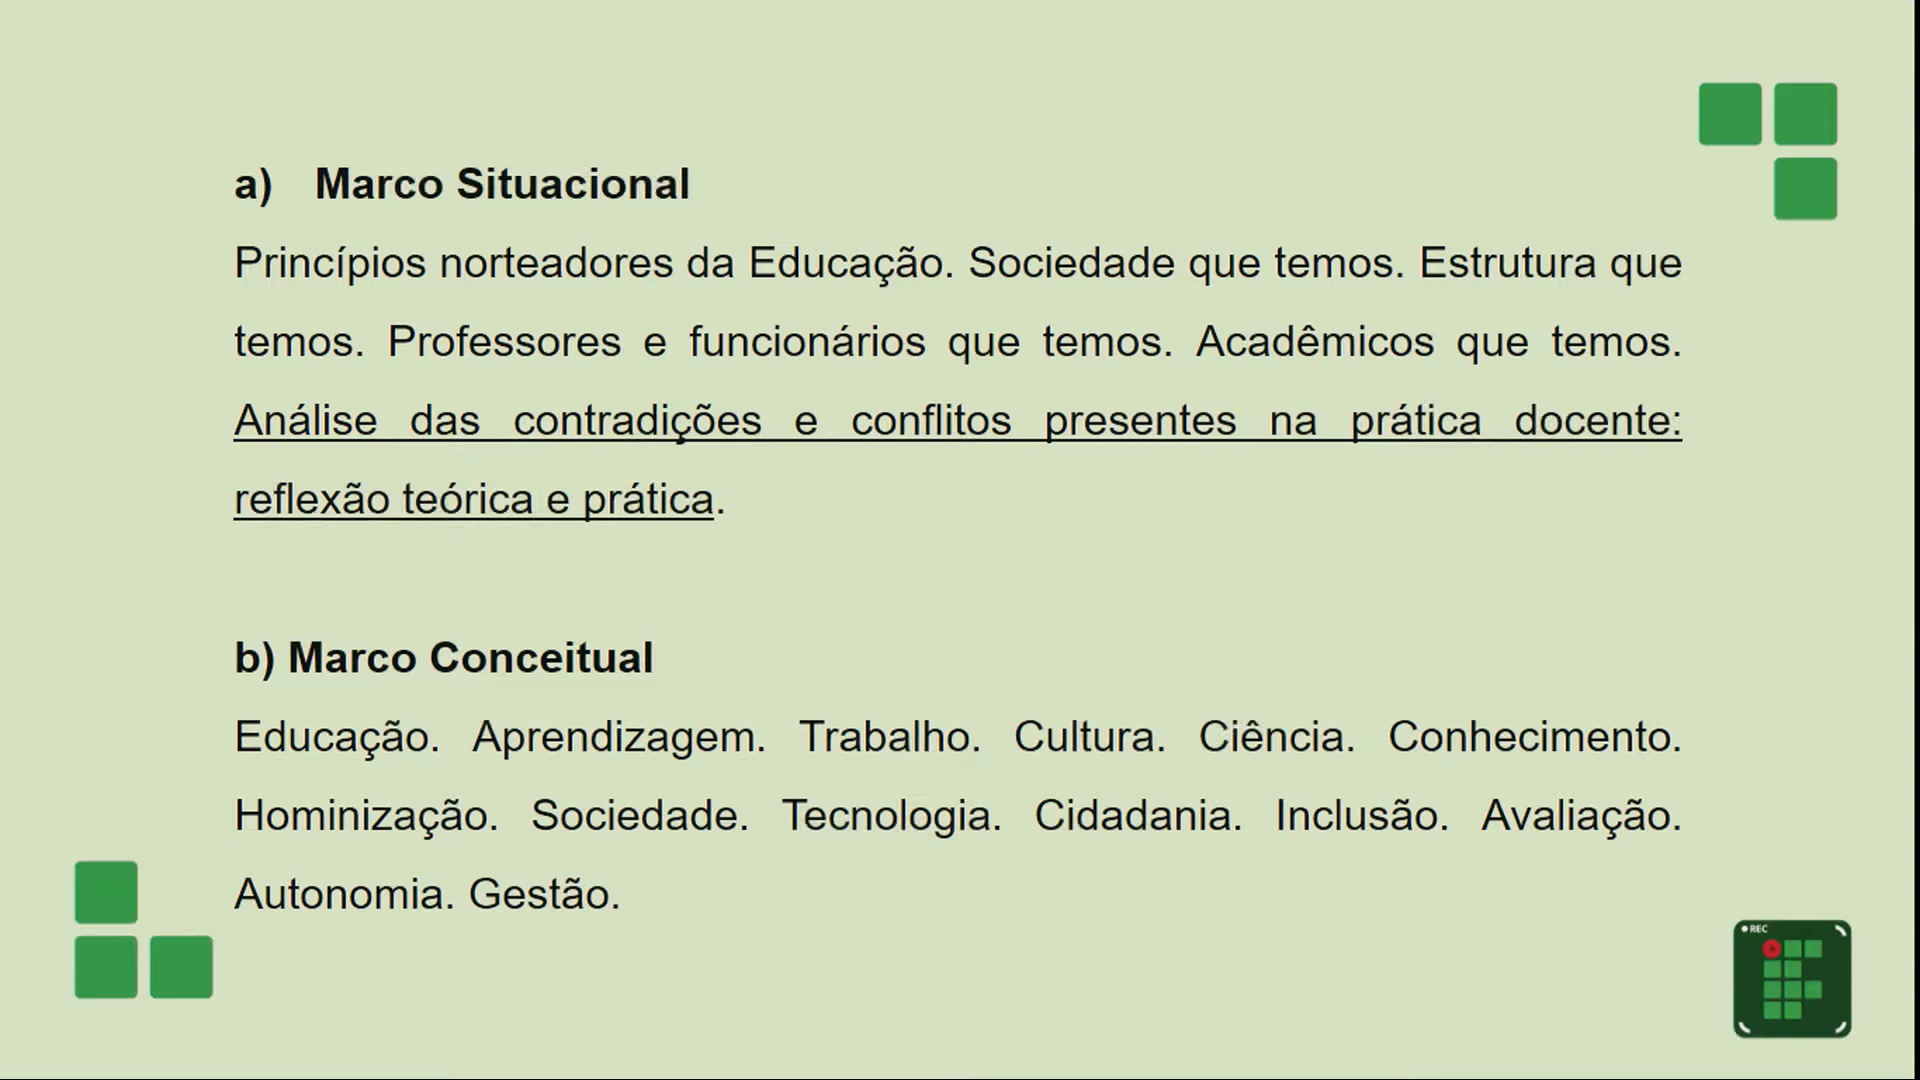 a) Marco Situacional
Princípios norteadores da Educação. Sociedade que temos. Estrutura que
temos. Professores e funcionários que temos. Acadêmicos que temos.
Análise das contradições e conflitos presentes na prática docente:
reflexão teórica e prática.
b) Marco Conceitual
Educação. Aprendizagem. Trabalho. Cultura. Ciência. Conhecimento.
Hominização. Sociedade. Tecnologia. Cidadania. Inclusão. Avaliação.
Autonomia. Gestão.
REC